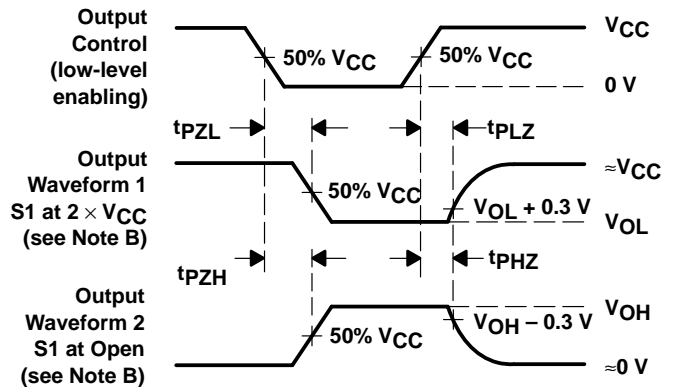 Output
Control
(low-level
enabling)
50% VCC
50% VCC
VCC
0 V
tPZL
tPLZ
Output
Waveform 1
S1 at 2 × VCC
(see Note B)
50% VCC
≈VCC
VOL + 0.3 V
VOL
tPZH
tPHZ
Output
Waveform 2
S1 at Open
(see Note B)
50% VCC
VOH
VOH − 0.3 V
≈0 V